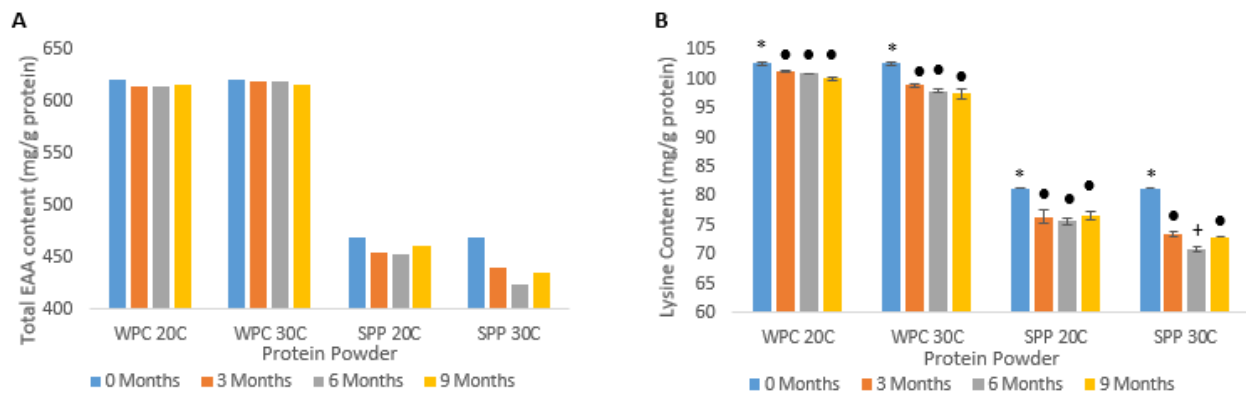 A
Total EAA content (mg/g protein)
650
600
550
500
450
400
WPC 20C WPC 30C SPP 20C SPP 30C
Protein Powder
0 Months 3 Months 6 Months 9 Months
B
Lysine Content (mg/g protein)
105
100
95
90
85
80
75
70
65
60
* ● ● ● * ● ● ● * ● ● ● * ● + ●
WPC 20C WPC 30C SPP 20C SPP 30C
Protein Powder
0 Months 3 Months 6 Months 9 Months